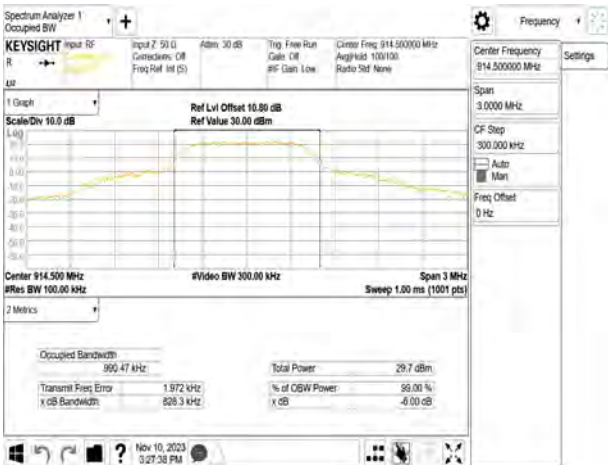 Spectrum Analyzer 1
Occupied BW
+
Frequency
KEYSIGHT Input: RF
R
Input Z: 50 Ω
Corrections: Off
Freq Ref: Int (S)
Atten: 30 dB
Trig: Free Run
Gate: Off
#IF Gain: Low
Center Freq: 914.500000 MHz
Avg|Hold: 100/100
Radio Std: None
Center Frequency
914.500000 MHz
Settings
Span
3.0000 MHz
CF Step
300.000 kHz
Auto
Man
Freq Offset
0 Hz
1 Graph
Scale/Div 10.0 dB
Ref Lvl Offset 10.80 dB
Ref Value 30.00 dBm
Log
Center 914.500 MHz
#Res BW 100.00 kHz
#Video BW 300.00 kHz
Span 3 MHz
Sweep 1.00 ms (1001 pts)
2 Metrics
Occupied Bandwidth
990.47 kHz
Total Power 29.7 dBm
Transmit Freq Error 1.972 kHz
% of OBW Power 99.00 %
x dB Bandwidth 828.3 kHz
x dB -6.00 dB
?
Nov 10, 2023
3:27:38 PM